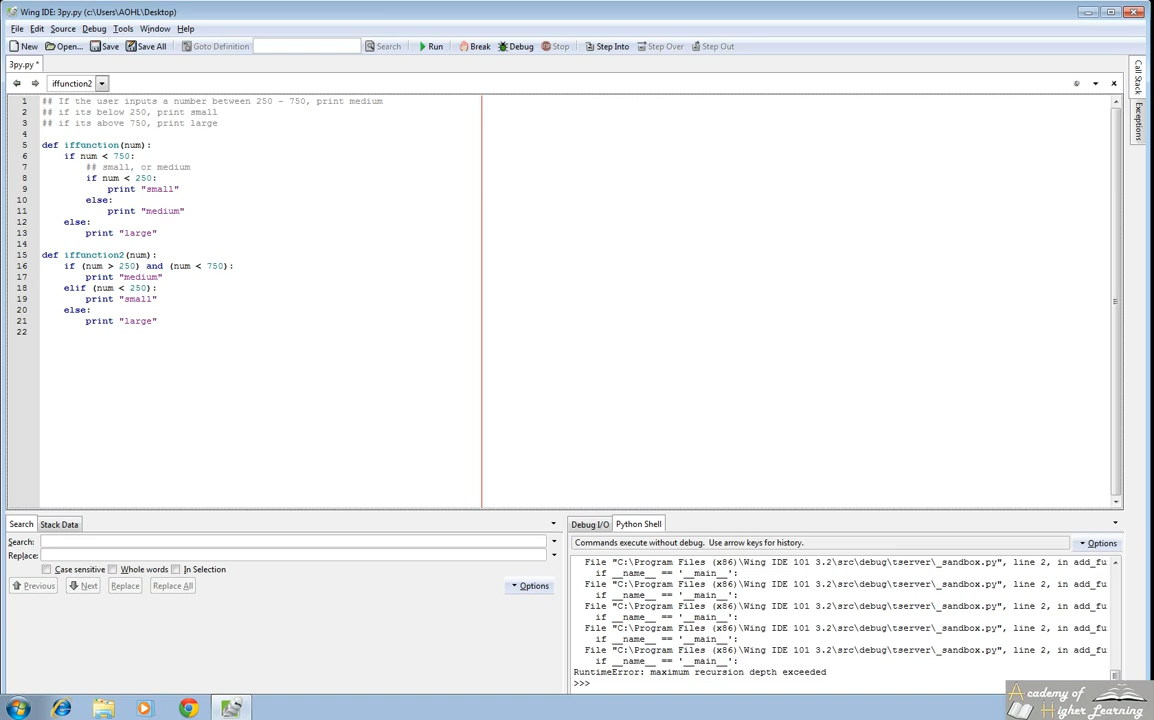 Wing IDE: 3py.py (c:\Users\AOHL\Desktop)
File Edit Source Debug Tools Window Help
New Open... Save Save All Goto Definition Search Run Break Debug Stop Step Into Step Over Step Out
3py.py *
iffunction2
Call Stack
Exceptions
1 ## If the user inputs a number between 250 - 750, print medium
2 ## if its below 250, print small
3 ## if its above 750, print large
4
5 def iffunction(num):
6 if num < 750:
7 ## small, or medium
8 if num < 250:
9 print "small"
10 else:
11 print "medium"
12 else:
13 print "large"
14
15 def iffunction2(num):
16 if (num > 250) and (num < 750):
17 print "medium"
18 elif (num < 250):
19 print "small"
20 else:
21 print "large"
22
Search Stack Data
Search:
Replace:
Case sensitive Whole words In Selection
Previous Next Replace Replace All Options
Debug I/O Python Shell
Commands execute without debug. Use arrow keys for history. Options
File "C:\Program Files (x86)\Wing IDE 101 3.2\src\debug\tserver\_sandbox.py", line 2, in add_fu
if __name__ == '__main__':
File "C:\Program Files (x86)\Wing IDE 101 3.2\src\debug\tserver\_sandbox.py", line 2, in add_fu
if __name__ == '__main__':
File "C:\Program Files (x86)\Wing IDE 101 3.2\src\debug\tserver\_sandbox.py", line 2, in add_fu
if __name__ == '__main__':
File "C:\Program Files (x86)\Wing IDE 101 3.2\src\debug\tserver\_sandbox.py", line 2, in add_fu
if __name__ == '__main__':
File "C:\Program Files (x86)\Wing IDE 101 3.2\src\debug\tserver\_sandbox.py", line 2, in add_fu
if __name__ == '__main__':
RuntimeError: maximum recursion depth exceeded
>>>
Academy of
Higher Learning